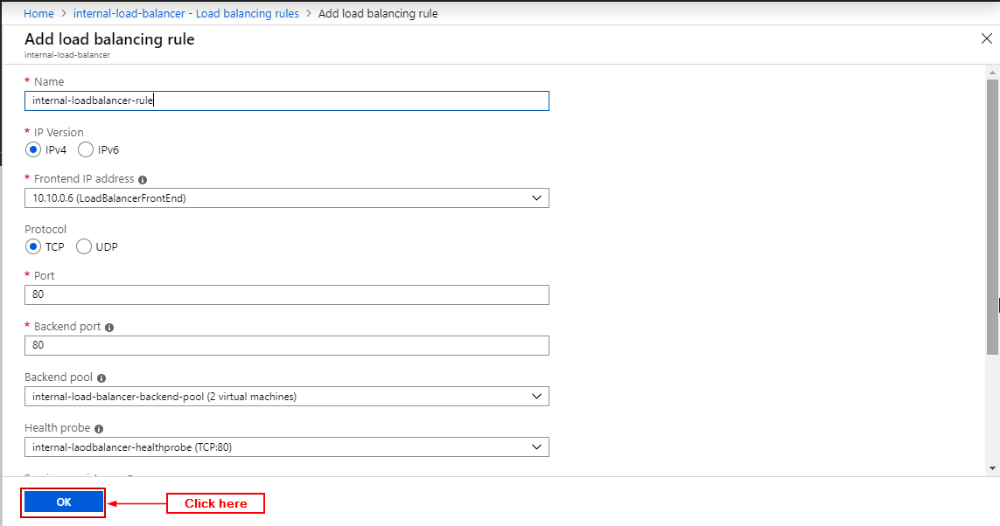 Home > internal-load-balancer - Load balancing rules > Add load balancing rule
Add load balancing rule
internal-load-balancer
* Name
internal-loadbalancer-rule
* IP Version
IPv4 IPv6
* Frontend IP address
10.10.0.6 (LoadBalancerFrontEnd)
Protocol
TCP UDP
* Port
80
* Backend port
80
Backend pool
internal-load-balancer-backend-pool (2 virtual machines)
Health probe
internal-laodbalancer-healthprobe (TCP:80)
OK
Click here